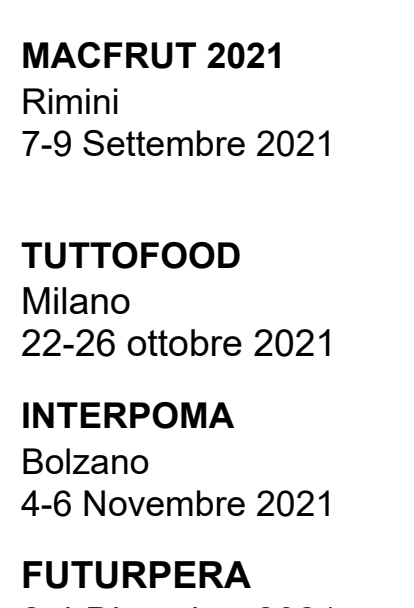 MACFRUT 2021
Rimini
7-9 Settembre 2021
TUTTOFOOD
Milano
22-26 ottobre 2021
INTERPOMA
Bolzano
4-6 Novembre 2021
FUTURPERA